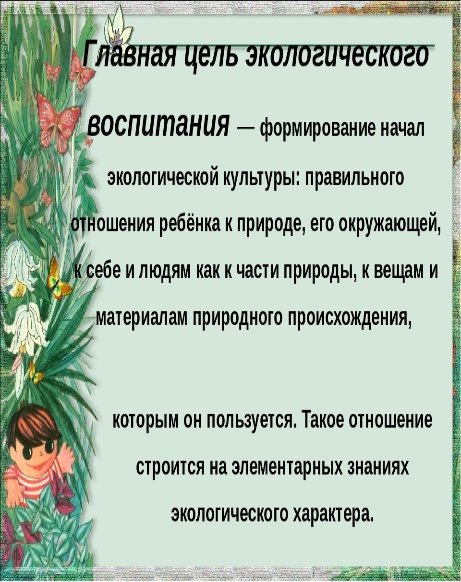 Главная цель экологического
воспитания — формирование начал
экологической культуры: правильного
отношения ребёнка к природе, его окружающей,
к себе и людям как к части природы, к вещам и
материалам природного происхождения,
которым он пользуется. Такое отношение
строится на элементарных знаниях
экологического характера.